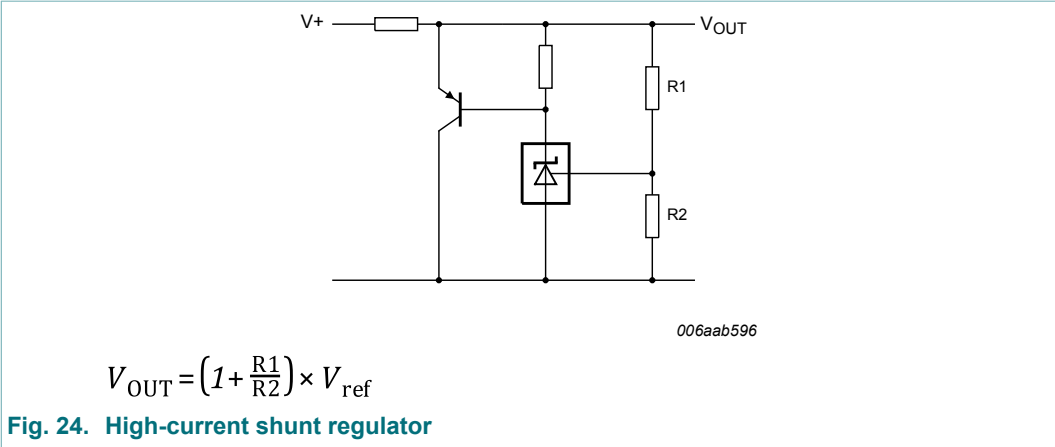 V+
VOUT
R1
R2
006aab596
VOUT = (1 + R1/R2) × Vref
Fig. 24. High-current shunt regulator